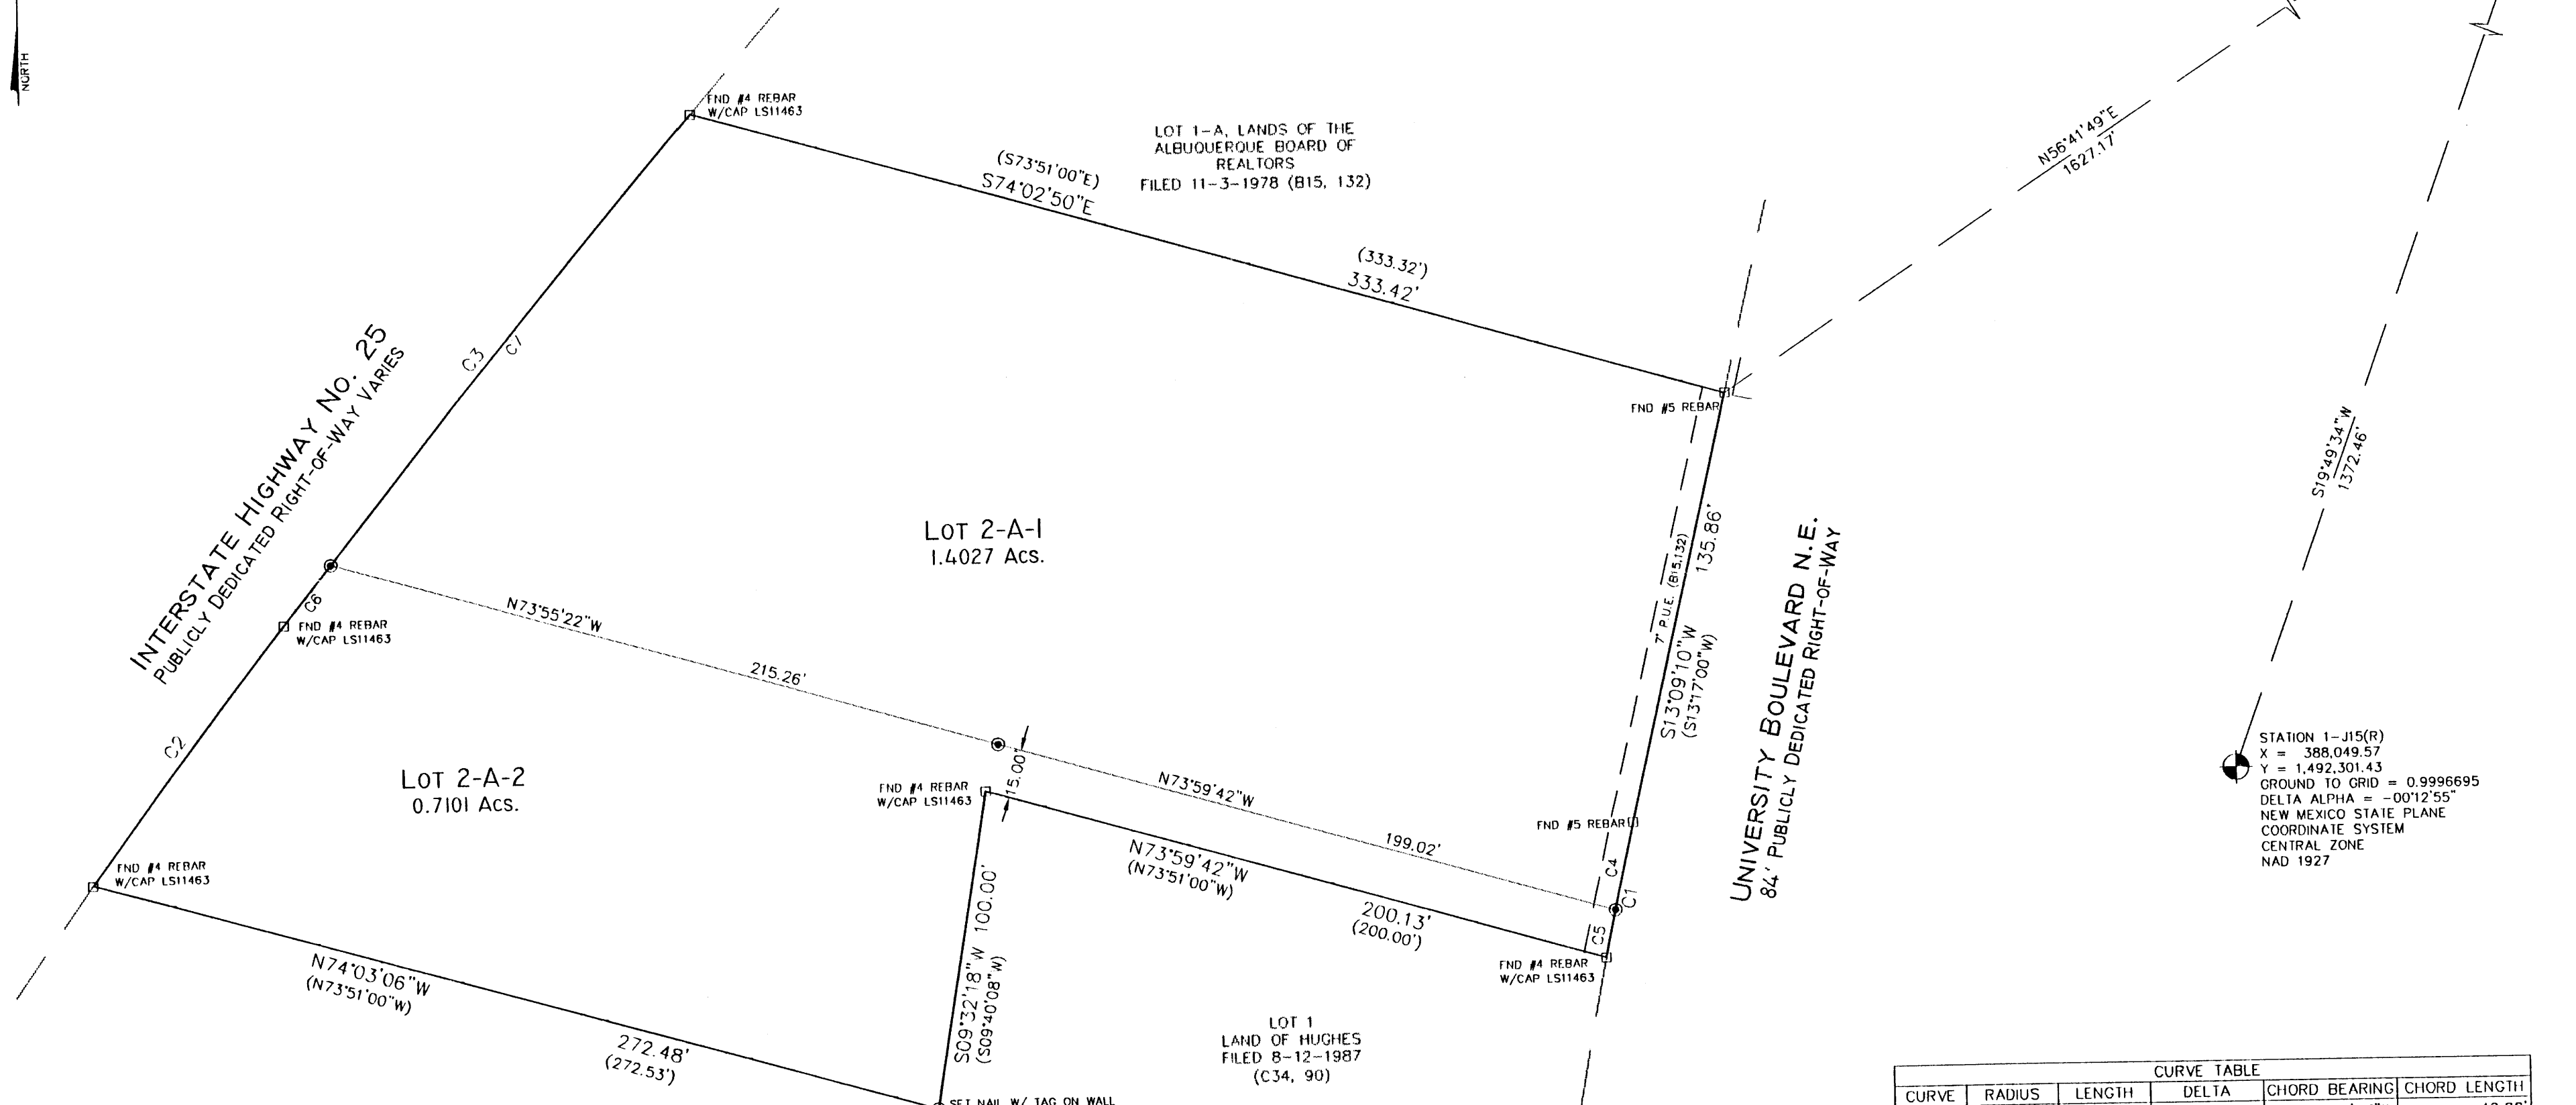 NORTH
FND #4 REBAR
W/CAP LS11463
LOT 1-A, LANDS OF THE
ALBUQUERQUE BOARD OF
REALTORS
FILED 11-3-1978 (B15, 132)
(S73°51'00"E)
S74°02'50"E
(333.32')
333.42'
N56°41'49"E
1627.17'
S19°49'34"W
1372.46'
FND #5 REBAR
C3
C7
INTERSTATE HIGHWAY No. 25
PUBLICLY DEDICATED RIGHT-OF-WAY VARIES
LOT 2-A-1
1.4027 ACS.
135.86'
7' P.U.E. (B15,132)
S13°09'10"W
(S13°17'00"W)
UNIVERSITY BOULEVARD N.E.
84' PUBLICLY DEDICATED RIGHT-OF-WAY
C6
FND #4 REBAR
W/CAP LS11463
N73°55'22"W
215.26'
C2
LOT 2-A-2
0.7101 ACS.
15.00'
FND #4 REBAR
W/CAP LS11463
N73°59'42"W
199.02'
FND #5 REBAR
C4
C1
C5
N73°59'42"W
(N73°51'00"W)
200.13'
(200.00')
FND #4 REBAR
W/CAP LS11463
STATION 1-J15(R)
X = 388,049.57
Y = 1,492,301.43
GROUND TO GRID = 0.9996695
DELTA ALPHA = -00°12'55"
NEW MEXICO STATE PLANE
COORDINATE SYSTEM
CENTRAL ZONE
NAD 1927
FND #4 REBAR
W/CAP LS11463
N74°03'06"W
(N73°51'00"W)
272.48'
(272.53')
S09°32'18"W 100.00'
(S09°40'08"W)
LOT 1
LAND OF HUGHES
FILED 8-12-1987
(C34, 90)
SET NAIL W/ TAG ON WALL
CURVE TABLE
CURVE RADIUS LENGTH DELTA CHORD BEARING CHORD LENGTH